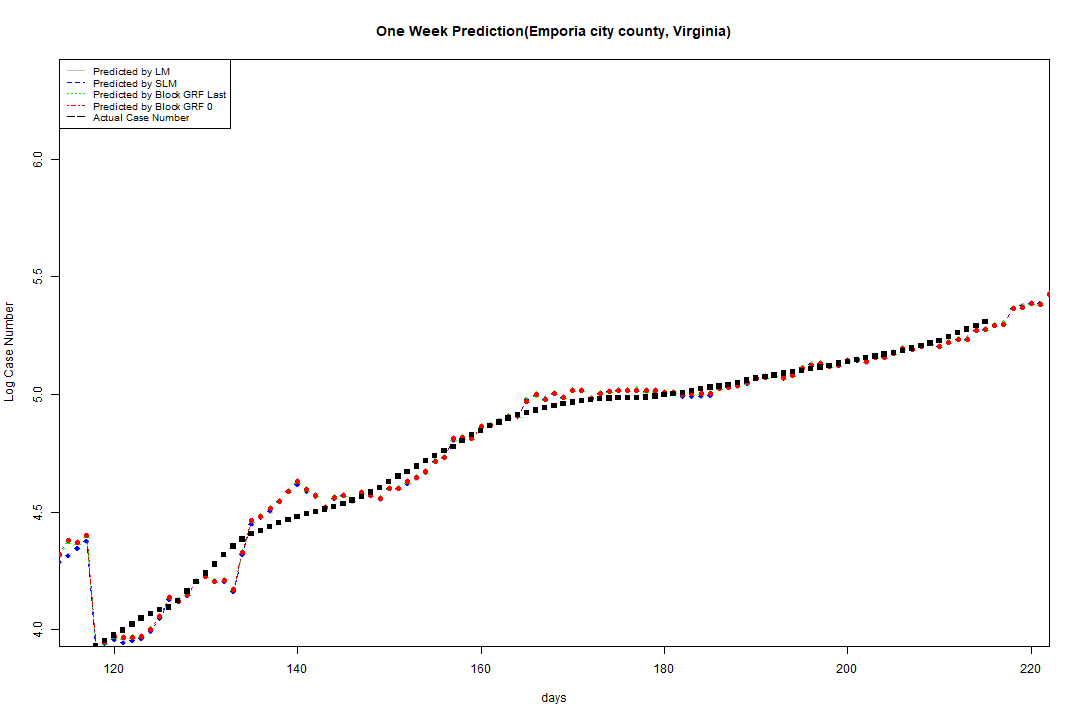 One Week Prediction(Emporia city county, Virginia)
Predicted by LM
Predicted by SLM
Predicted by Block GRF Last
Predicted by Block GRF 0
Actual Case Number
6.0
5.5
5.0
4.5
4.0
Log Case Number
120 140 160 180 200 220
days